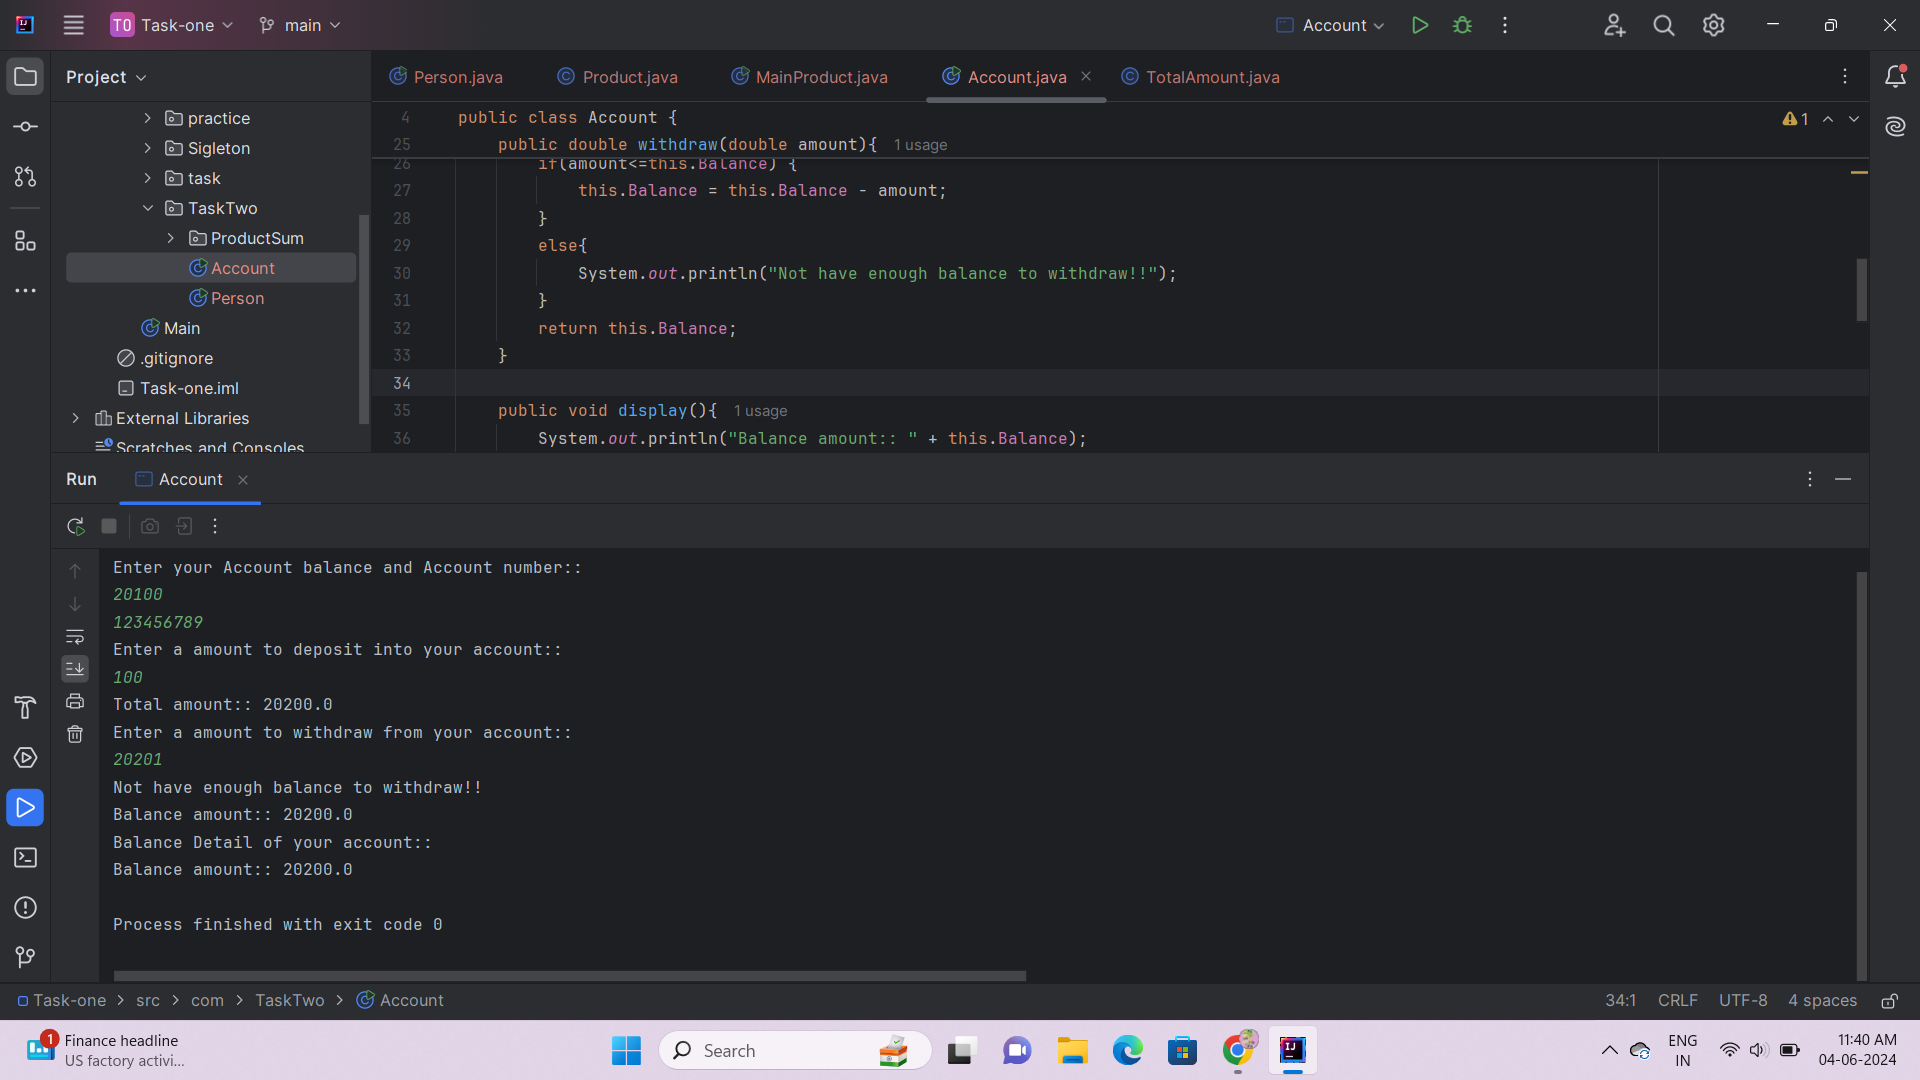 TO Task-one main Account
Project
Person.java Product.java MainProduct.java Account.java TotalAmount.java
practice
Sigleton
task
TaskTwo
ProductSum
Account
Person
Main
.gitignore
Task-one.iml
External Libraries
Scratches and Consoles
4 public class Account { 1
25 public double withdraw(double amount){ 1 usage
26 if(amount<=this.Balance) {
27 this.Balance = this.Balance - amount;
28 }
29 else{
30 System.out.println("Not have enough balance to withdraw!!");
31 }
32 return this.Balance;
33 }
34
35 public void display(){ 1 usage
36 System.out.println("Balance amount:: " + this.Balance);
Run Account
Enter your Account balance and Account number::
20100
123456789
Enter a amount to deposit into your account::
100
Total amount:: 20200.0
Enter a amount to withdraw from your account::
20201
Not have enough balance to withdraw!!
Balance amount:: 20200.0
Balance Detail of your account::
Balance amount:: 20200.0
Process finished with exit code 0
Task-one > src > com > TaskTwo > Account 34:1 CRLF UTF-8 4 spaces
1
Finance headline
US factory activi...
Search
IJ
ENG
IN
11:40 AM
04-06-2024